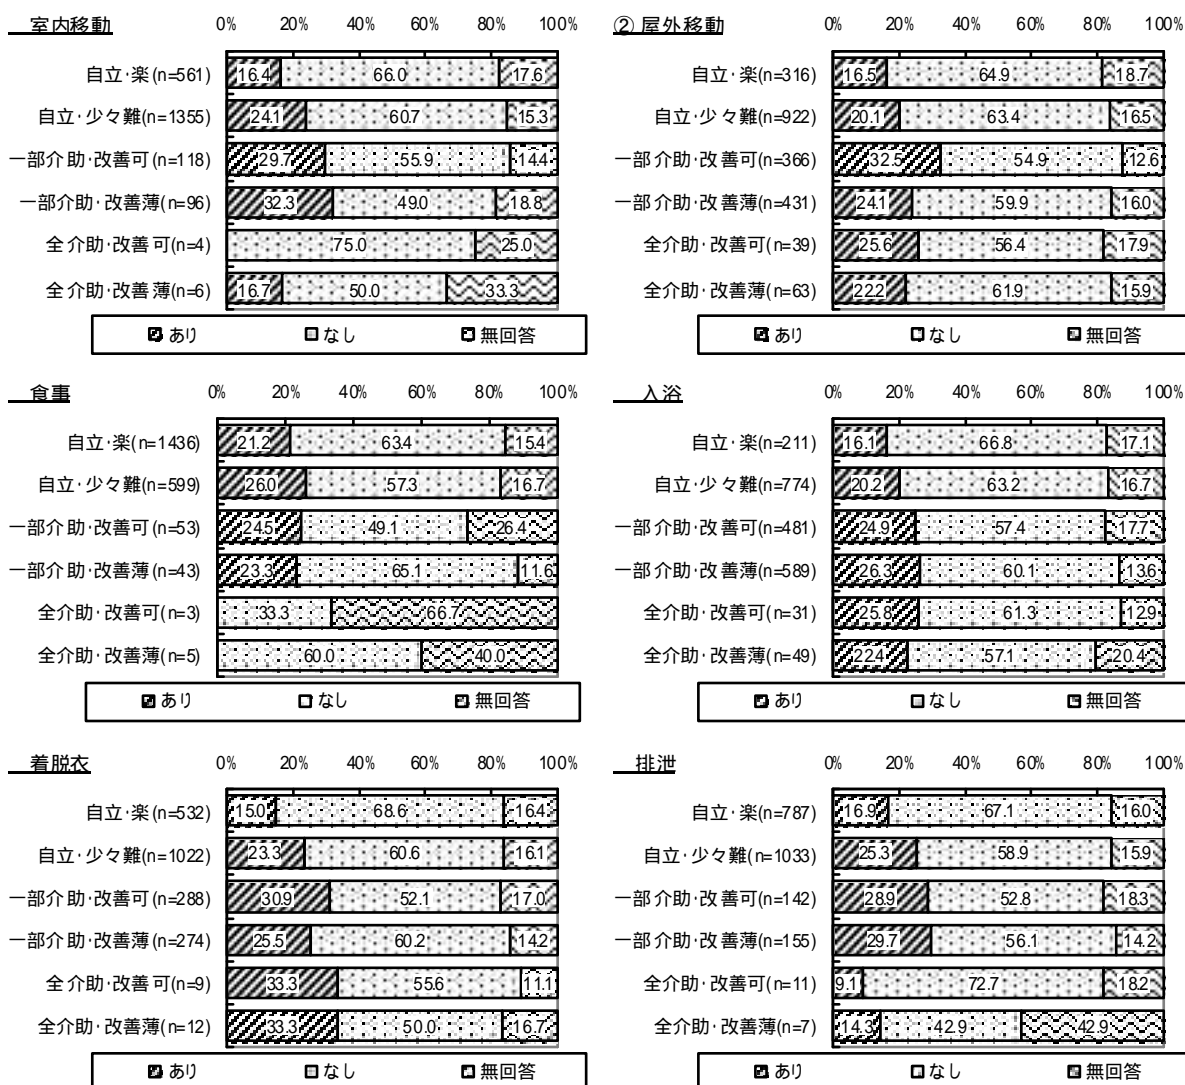 室内移動
0% 20% 40% 60% 80% 100%
自立・楽(n=561) 16.4 66.0 17.6
自立・少々難(n=1355) 24.1 60.7 15.3
一部介助・改善可(n=118) 29.7 55.9 14.4
一部介助・改善薄(n=96) 32.3 49.0 18.8
全介助・改善可(n=4) 75.0 25.0
全介助・改善薄(n=6) 16.7 50.0 33.3
あり なし 無回答
② 屋外移動
0% 20% 40% 60% 80% 100%
自立・楽(n=316) 16.5 64.9 18.7
自立・少々難(n=922) 20.1 63.4 16.5
一部介助・改善可(n=366) 32.5 54.9 12.6
一部介助・改善薄(n=431) 24.1 59.9 16.0
全介助・改善可(n=39) 25.6 56.4 17.9
全介助・改善薄(n=63) 22.2 61.9 15.9
あり なし 無回答
食事
0% 20% 40% 60% 80% 100%
自立・楽(n=1436) 21.2 63.4 15.4
自立・少々難(n=599) 26.0 57.3 16.7
一部介助・改善可(n=53) 24.5 49.1 26.4
一部介助・改善薄(n=43) 23.3 65.1 11.6
全介助・改善可(n=3) 33.3 66.7
全介助・改善薄(n=5) 60.0 40.0
あり なし 無回答
入浴
0% 20% 40% 60% 80% 100%
自立・楽(n=211) 16.1 66.8 17.1
自立・少々難(n=774) 20.2 63.2 16.7
一部介助・改善可(n=481) 24.9 57.4 17.7
一部介助・改善薄(n=589) 26.3 60.1 13.6
全介助・改善可(n=31) 25.8 61.3 12.9
全介助・改善薄(n=49) 22.4 57.1 20.4
あり なし 無回答
着脱衣
0% 20% 40% 60% 80% 100%
自立・楽(n=532) 15.0 68.6 16.4
自立・少々難(n=1022) 23.3 60.6 16.1
一部介助・改善可(n=288) 30.9 52.1 17.0
一部介助・改善薄(n=274) 25.5 60.2 14.2
全介助・改善可(n=9) 33.3 55.6 11.1
全介助・改善薄(n=12) 33.3 50.0 16.7
あり なし 無回答
排泄
0% 20% 40% 60% 80% 100%
自立・楽(n=787) 16.9 67.1 16.0
自立・少々難(n=1033) 25.3 58.9 15.9
一部介助・改善可(n=142) 28.9 52.8 18.3
一部介助・改善薄(n=155) 29.7 56.1 14.2
全介助・改善可(n=11) 9.1 72.7 18.2
全介助・改善薄(n=7) 14.3 42.9 42.9
あり なし 無回答